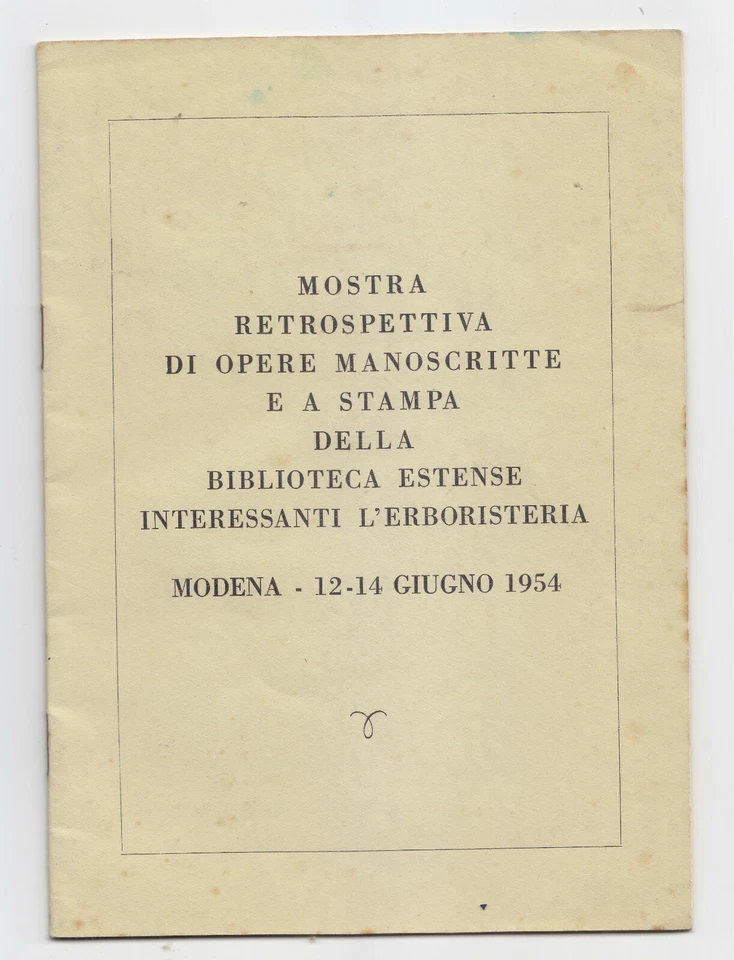 MOSTRA
RETROSPETTIVA
DI OPERE MANOSCRITTE
E A STAMPA
DELLA
BIBLIOTECA ESTENSE
INTERESSANTI L'ERBORISTERIA
MODENA - 12-14 GIUGNO 1954